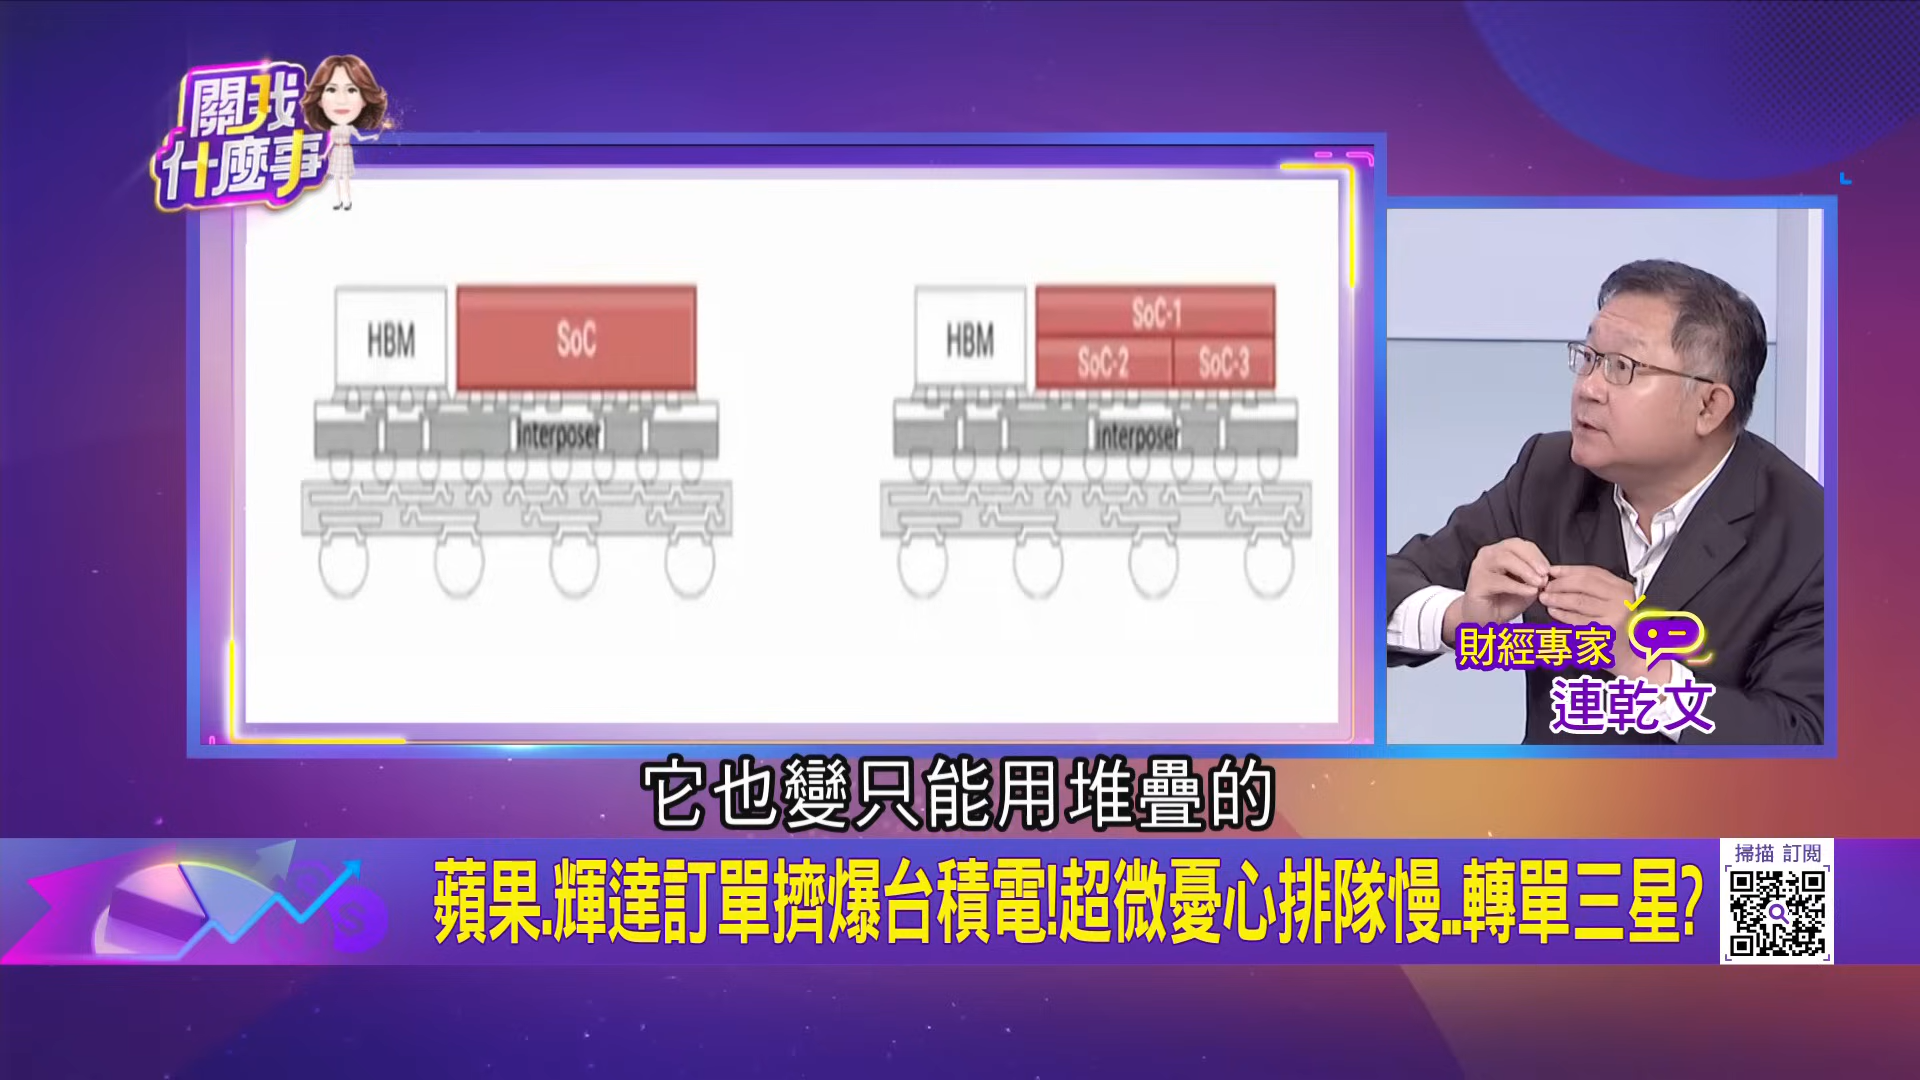 關我
什麼事
HBM
SoC
interposer
HBM
SoC-1
SoC-2
SoC-3
interposer
財經專家
連乾文
它也變只能用堆疊的
蘋果.輝達訂單擠爆台積電!超微憂心排隊慢..轉單三星?
掃描 訂閱